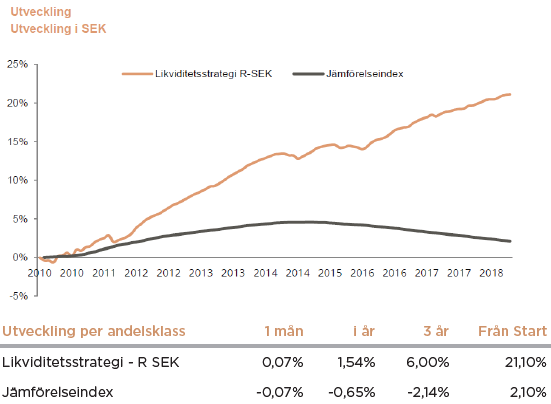 Utveckling
Utveckling i SEK
25%
Likviditetsstrategi R-SEK Jämförelseindex
20%
15%
10%
5%
0%
2010 2010 2011 2012 2012 2013 2013 2014 2014 2015 2016 2016 2017 2017 2018
-5%
Utveckling per andelsklass 1 mån i år 3 år Från Start
Likviditetsstrategi - R SEK 0,07% 1,54% 6,00% 21,10%
Jämförelseindex -0,07% -0,65% -2,14% 2,10%